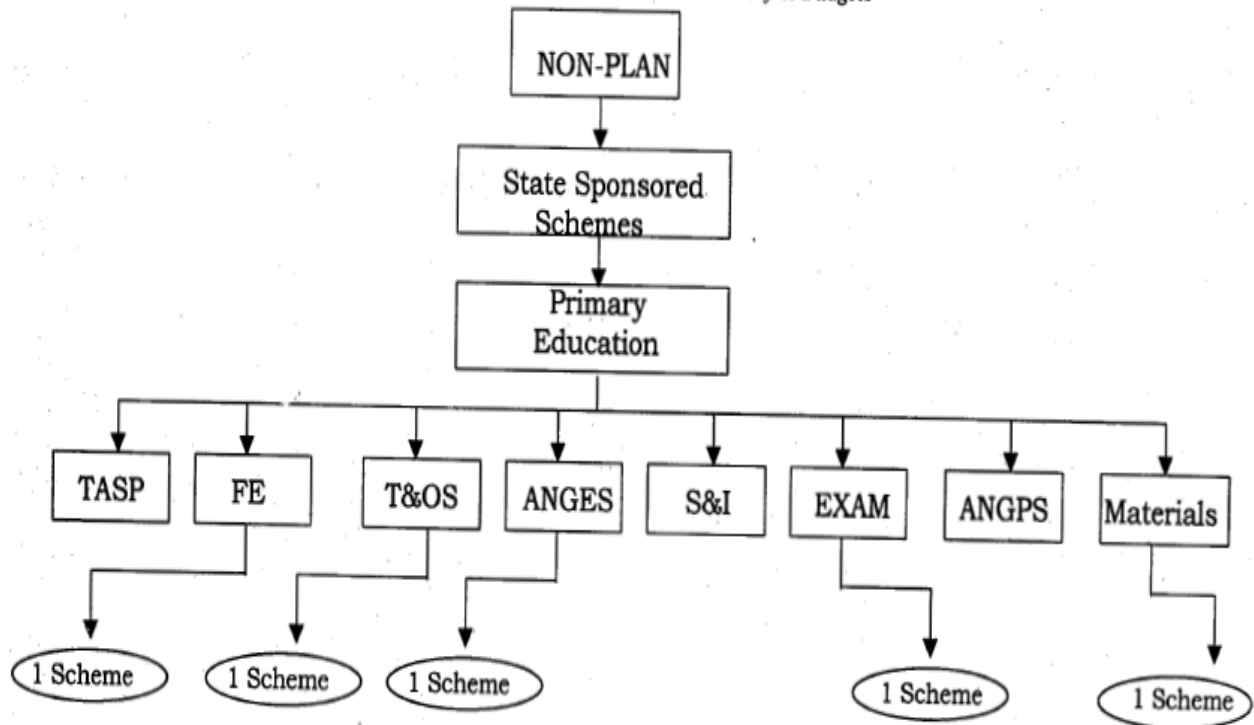 NON-PLAN
State Sponsored
Schemes
Primary
Education
TASP
FE
T&OS
ANGES
S&I
EXAM
ANGPS
Materials
1 Scheme
1 Scheme
1 Scheme
1 Scheme
1 Scheme